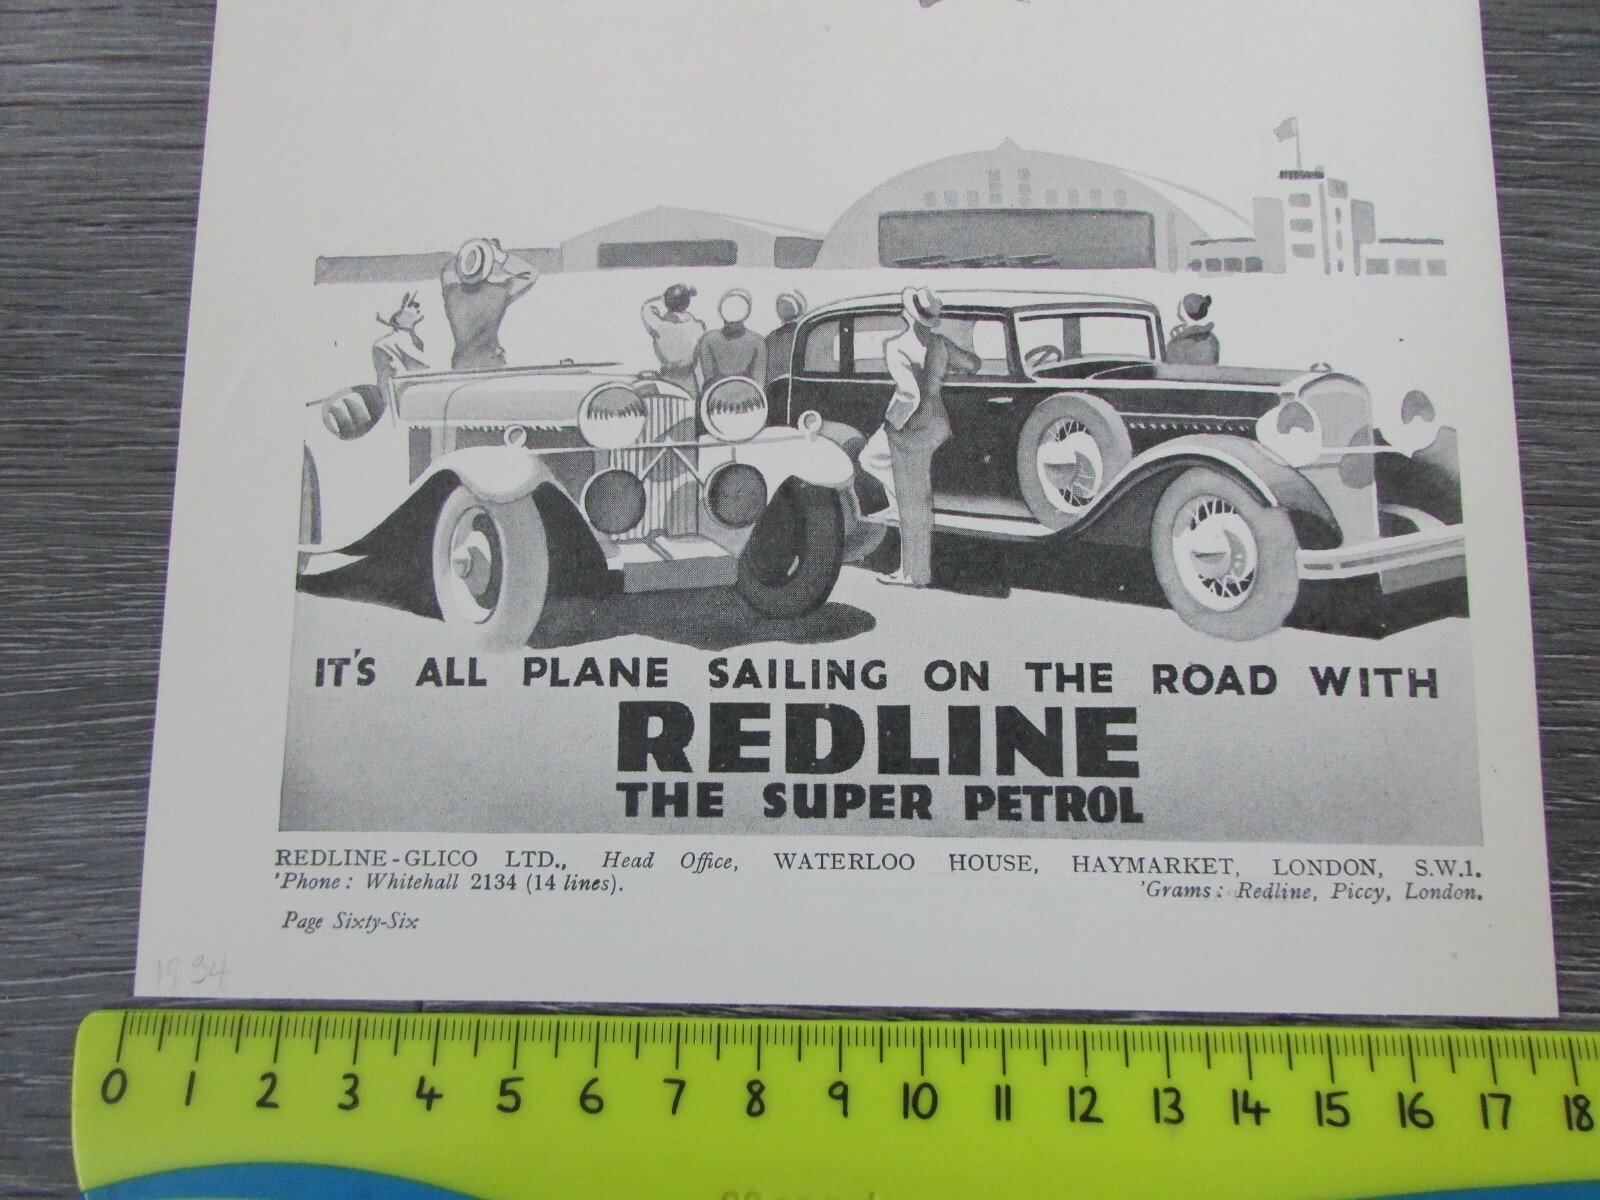 IT'S ALL PLANE SAILING ON THE ROAD WITH
REDLINE
THE SUPER PETROL
REDLINE-GLICO LTD., Head Office, WATERLOO HOUSE, HAYMARKET, LONDON, S.W.1.
'Phone: Whitehall 2134 (14 lines). 'Grams: Redline, Piccy, London.
Page Sixty-Six
1934
0 1 2 3 4 5 6 7 8 9 10 11 12 13 14 15 16 17 18